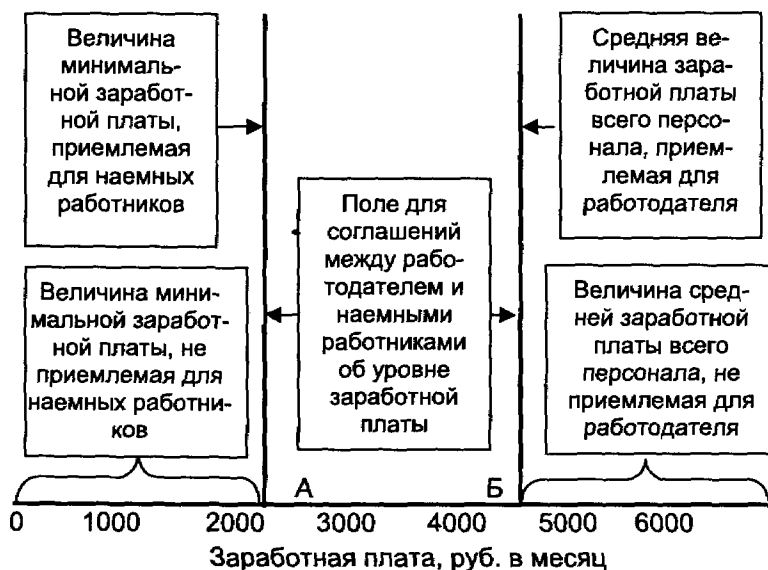 Величина
минималь-
ной заработ-
ной платы,
приемлемая
для наемных
работников
Средняя ве-
личина зара-
ботной платы
всего персо-
нала, прием-
лемая для
работодателя
Поле для
соглашений
между рабо-
тодателем и
наемными
работниками
об уровне
заработной
платы
Величина мини-
мальной заработ-
ной платы, не
приемлемая для
наемных работни-
ков
Величина сред-
ней заработной
платы всего
персонала, не
приемлемая для
работодателя
А Б
0 1000 2000 3000 4000 5000 6000
Заработная плата, руб. в месяц